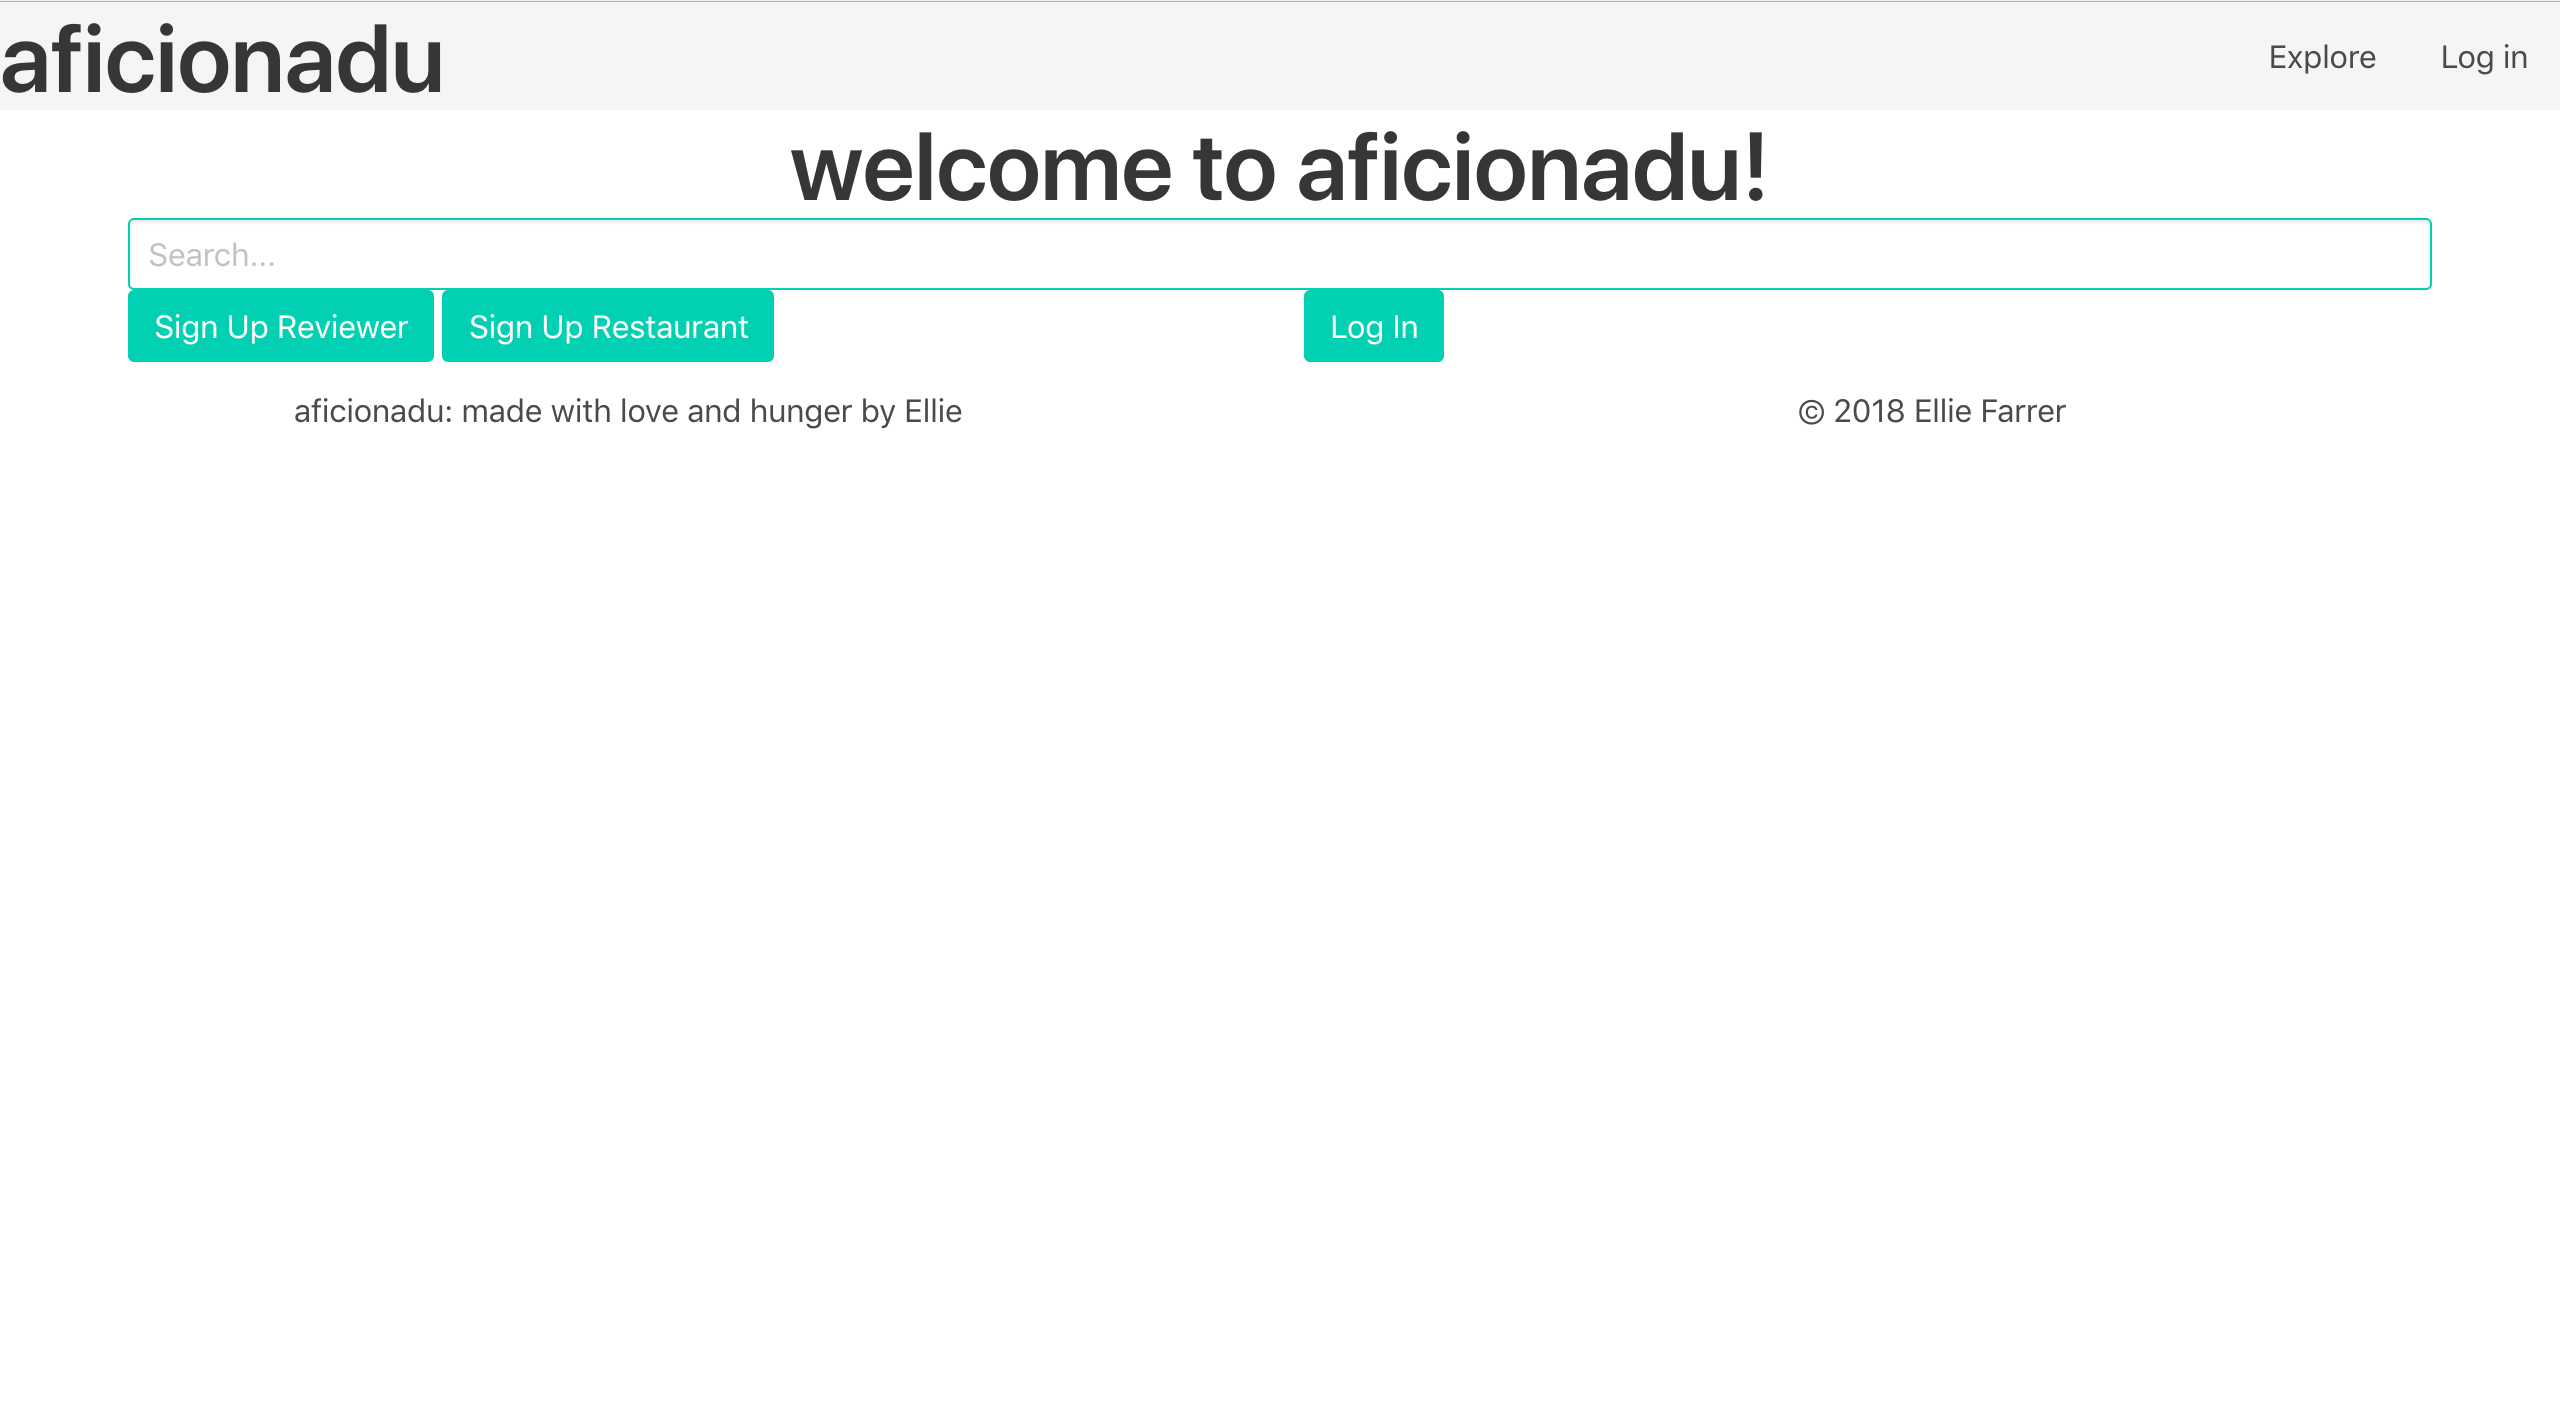 aficionadu Explore Log in
welcome to aficionadu!
Search...
Sign Up Reviewer Sign Up Restaurant Log In
aficionadu: made with love and hunger by Ellie © 2018 Ellie Farrer